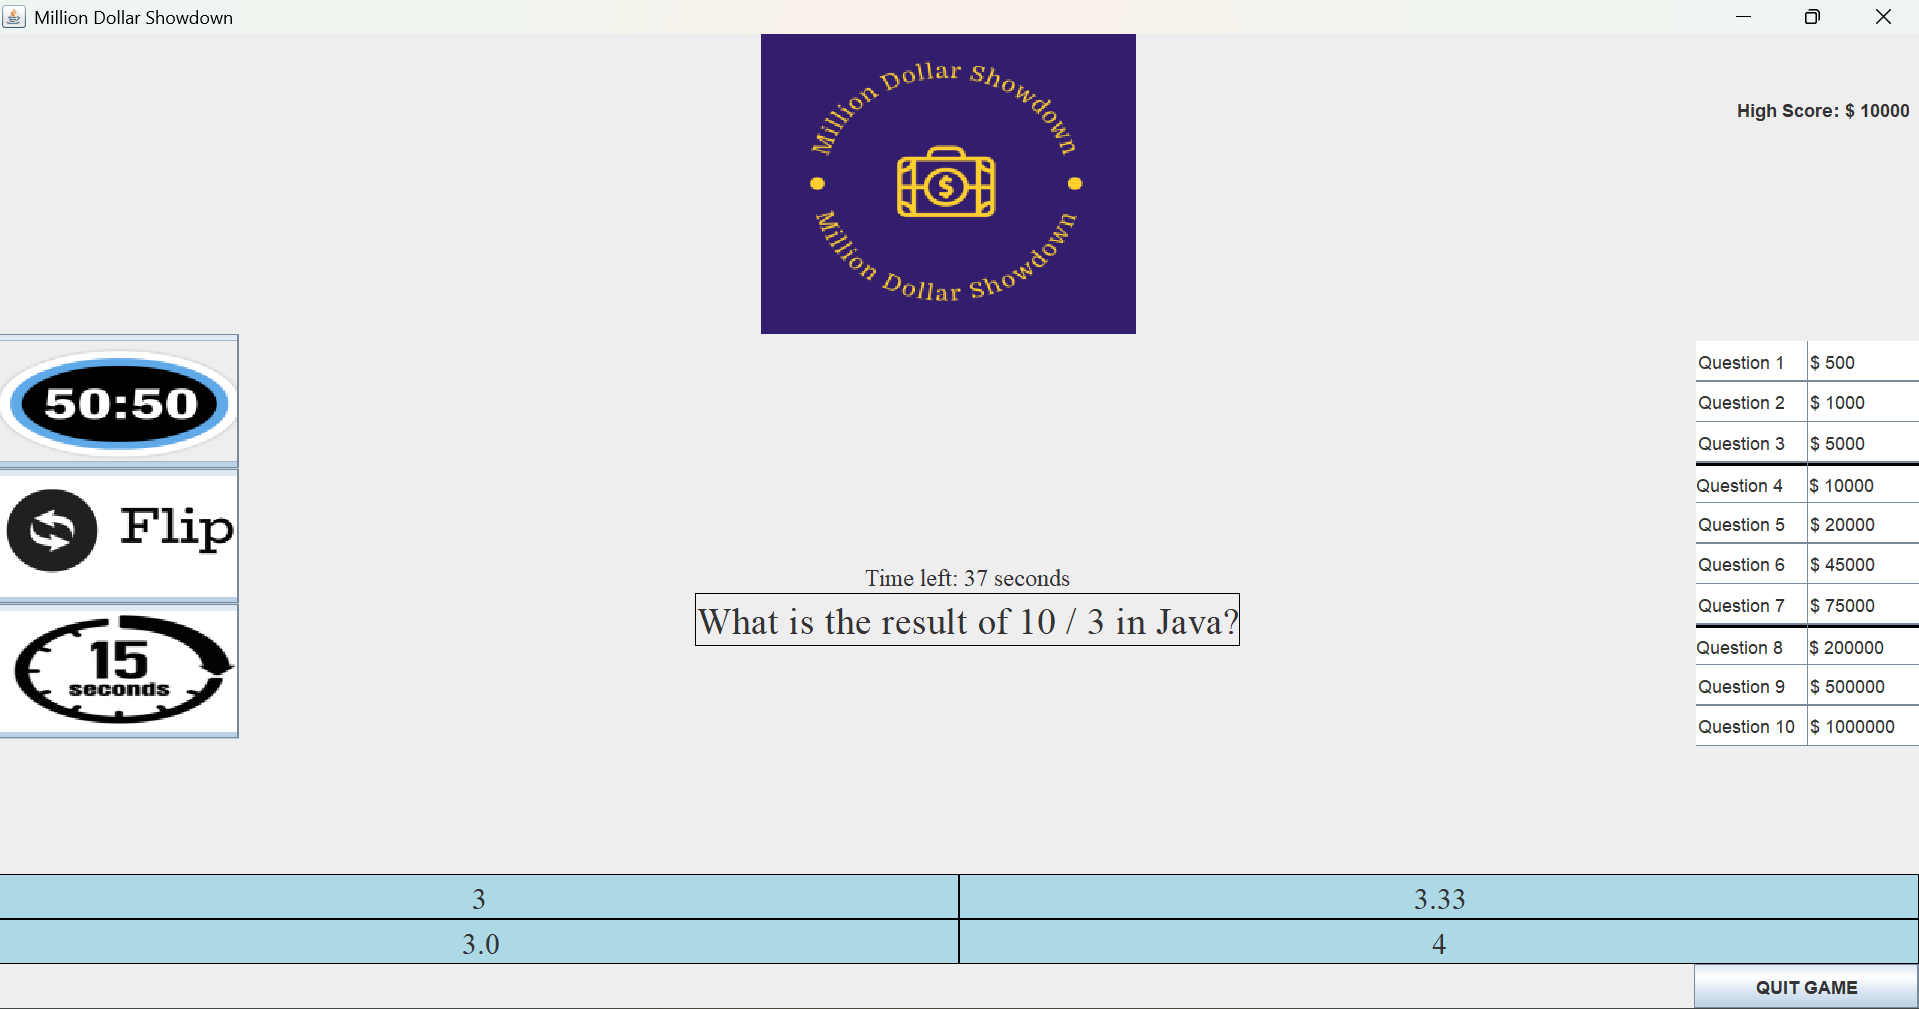 Million Dollar Showdown
Million Dollar Showdown
$
Million Dollar Showdown
High Score: $ 10000
50:50
Flip
15
seconds
Question 1 $ 500
Question 2 $ 1000
Question 3 $ 5000
Question 4 $ 10000
Question 5 $ 20000
Question 6 $ 45000
Question 7 $ 75000
Question 8 $ 200000
Question 9 $ 500000
Question 10 $ 1000000
Time left: 37 seconds
What is the result of 10 / 3 in Java?
3 3.33
3.0 4
QUIT GAME